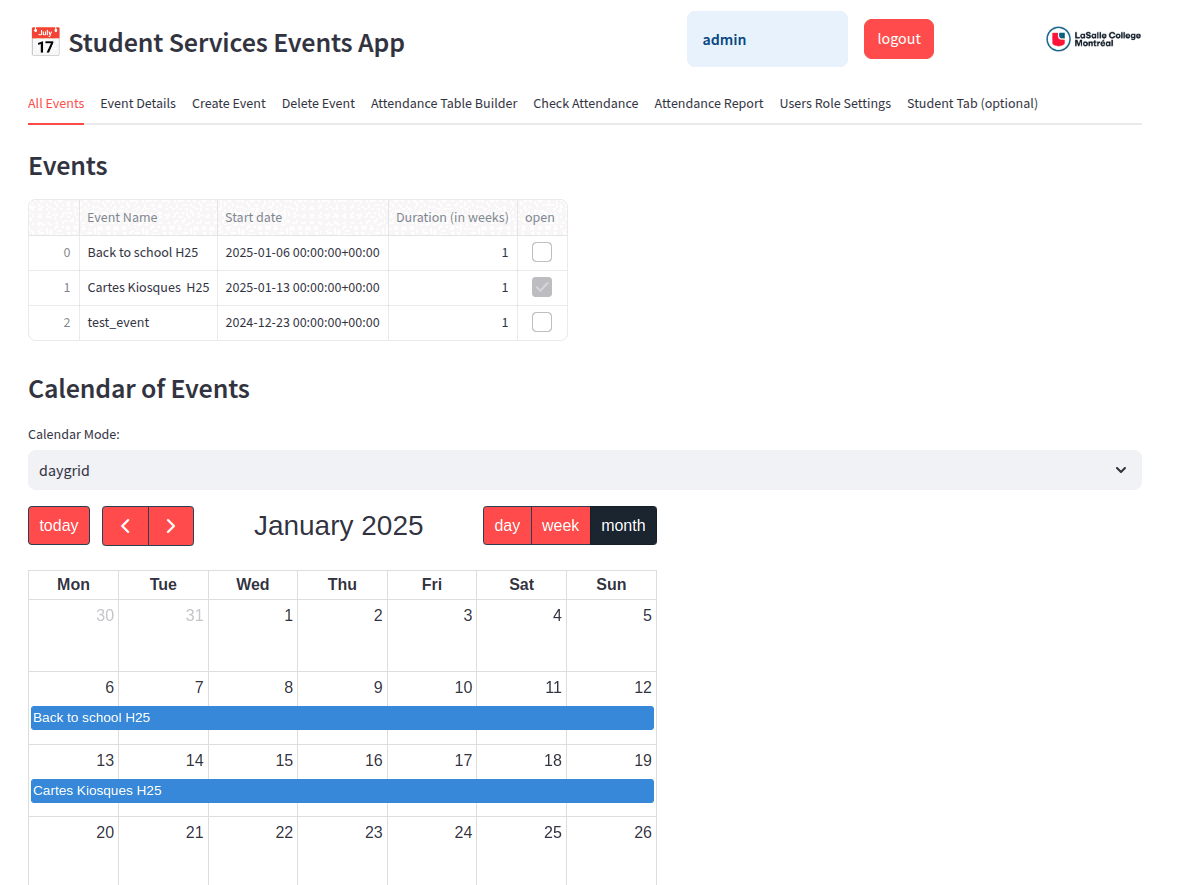 July
17
Student Services Events App
admin
logout
LaSalle College
Montréal
All Events Event Details Create Event Delete Event Attendance Table Builder Check Attendance Attendance Report Users Role Settings Student Tab (optional)
Events
Event Name Start date Duration (in weeks) open
0 Back to school H25 2025-01-06 00:00:00+00:00 1
1 Cartes Kiosques  H25 2025-01-13 00:00:00+00:00 1
2 test_event 2024-12-23 00:00:00+00:00 1
Calendar of Events
Calendar Mode:
daygrid
today January 2025 day week month
Mon Tue Wed Thu Fri Sat Sun
30 31 1 2 3 4 5
6 7 8 9 10 11 12
Back to school H25
13 14 15 16 17 18 19
Cartes Kiosques H25
20 21 22 23 24 25 26